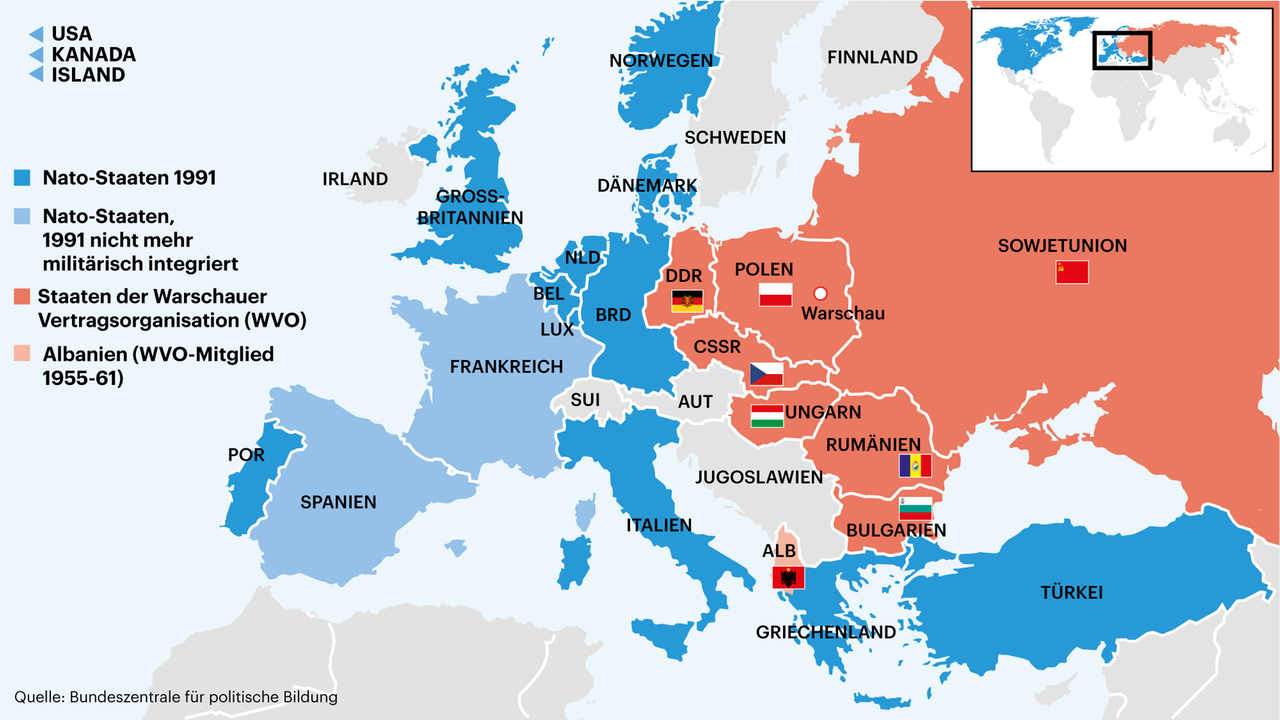 USA
KANADA
ISLAND
Nato-Staaten 1991
Nato-Staaten,
1991 nicht mehr
militärisch integriert
Staaten der Warschauer
Vertragsorganisation (WVO)
Albanien (WVO-Mitglied
1955-61)
NORWEGEN
FINNLAND
SCHWEDEN
IRLAND
DÄNEMARK
GROSS-
BRITANNIEN
SOWJETUNION
NLD
DDR
POLEN
BEL
BRD
Warschau
LUX
CSSR
FRANKREICH
SUI
AUT
UNGARN
RUMÄNIEN
POR
JUGOSLAWIEN
SPANIEN
ITALIEN
BULGARIEN
ALB
TÜRKEI
GRIECHENLAND
Quelle: Bundeszentrale für politische Bildung